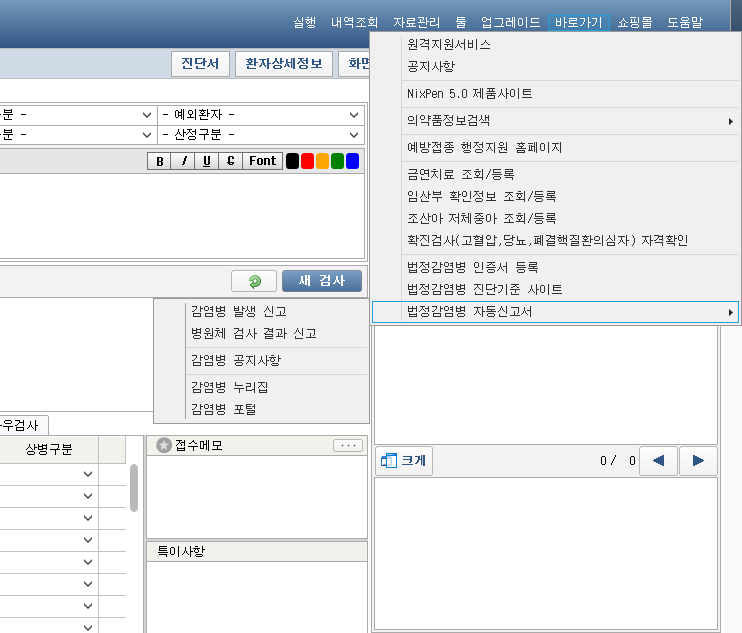 실행 내역조회 자료관리 툴 업그레이드 바로가기 쇼핑몰 도움말
진단서 환자상세정보 화면
원격지원서비스
공지사항
NixPen 5.0 제품사이트
의약품정보검색
예방접종 행정지원 홈페이지
금연치료 조회/등록
임산부 확인정보 조회/등록
조산아 저체중아 조회/등록
확진검사(고혈압,당뇨,폐결핵질환의심자) 자격확인
법정감염병 인증서 등록
법정감염병 진단기준 사이트
법정감염병 자동신고서
분 - - 예외환자 -
분 - - 산정구분 -
B I U C Font
새 검사
감염병 발생 신고
병원체 검사 결과 신고
감염병 공지사항
감염병 누리집
감염병 포털
우검사
상병구분
접수메모 ...
특이사항
크게 0 / 0